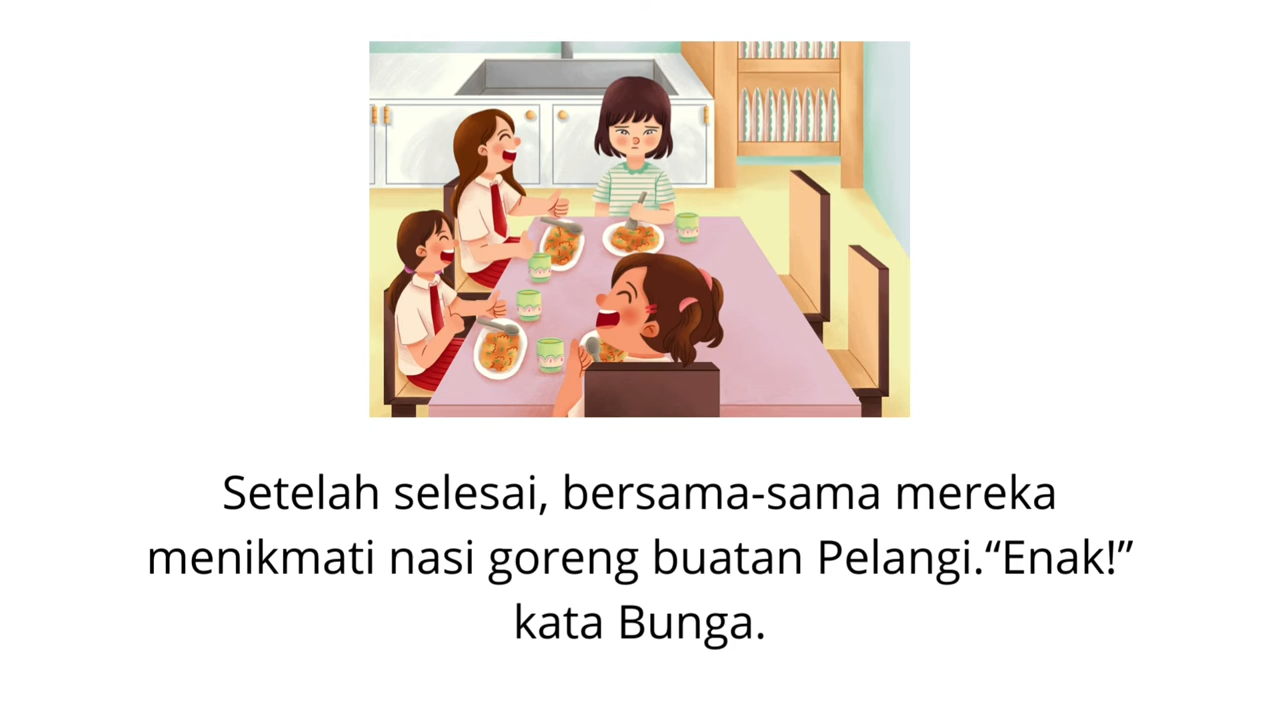 Setelah selesai, bersama-sama mereka
menikmati nasi goreng buatan Pelangi.“Enak!”
kata Bunga.